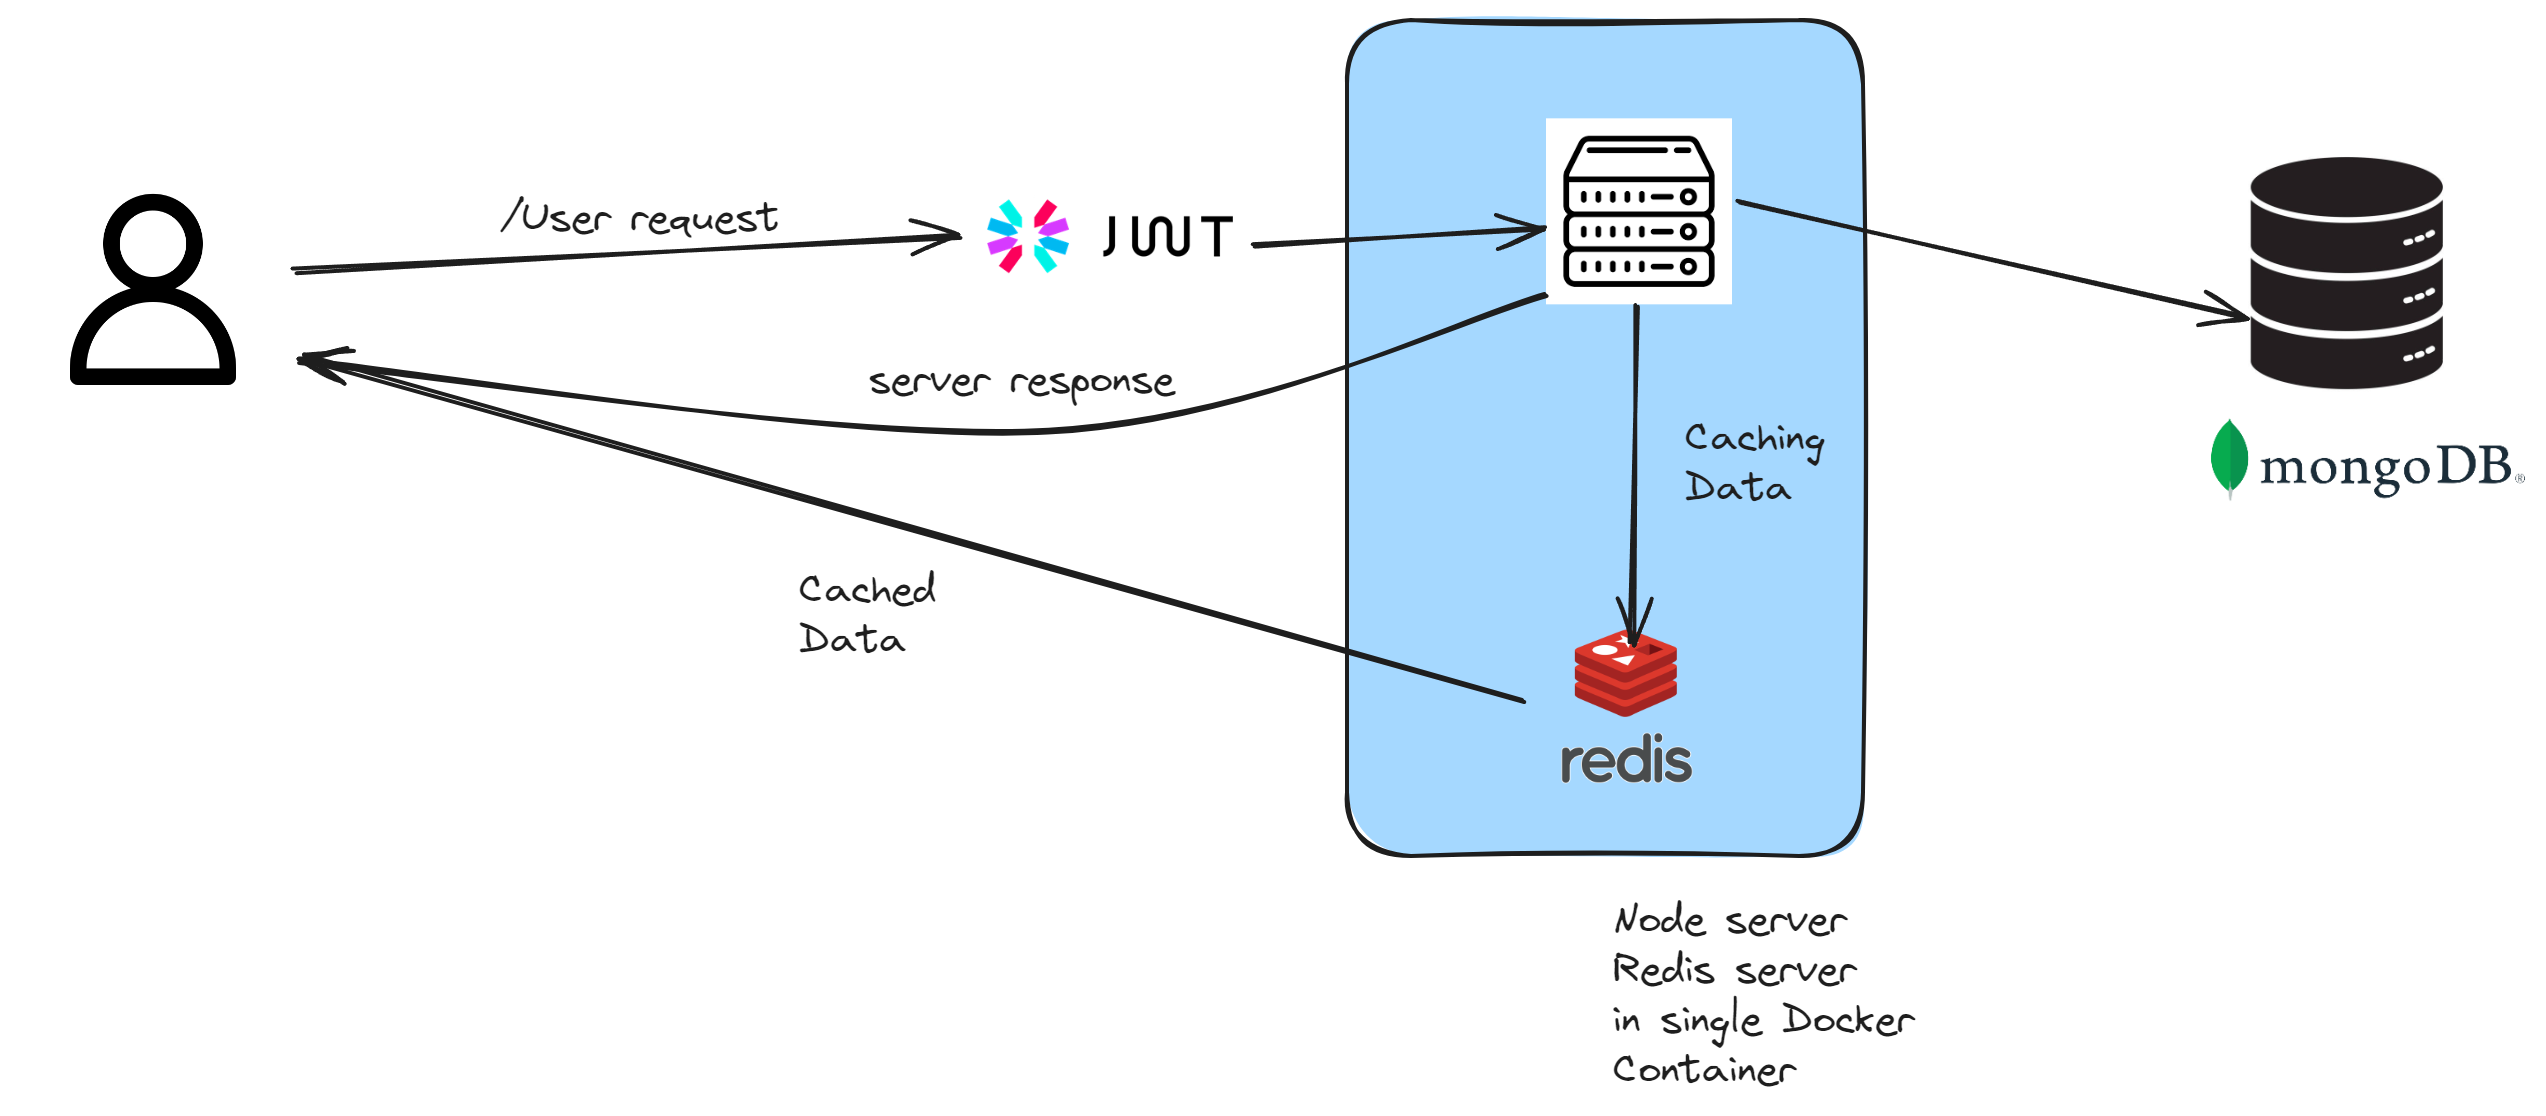 /User request
JWT
server response
Caching
Data
Cached
Data
mongoDB®
redis
Node server
Redis server
in single Docker
Container